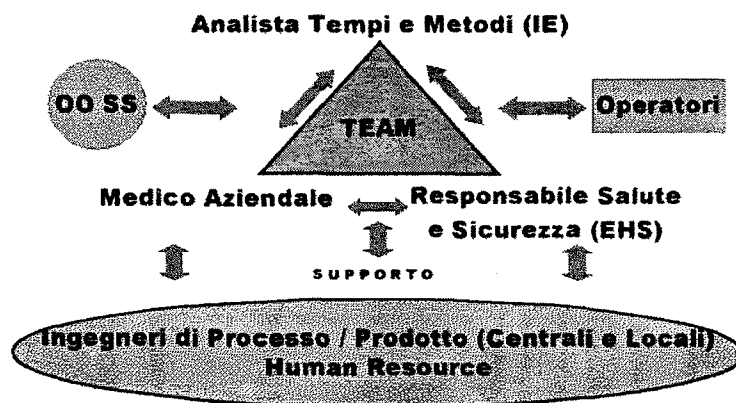 Analista Tempi e Metodi (IE)
OO SS
TEAM
Operatori
Medico Aziendale
Responsabile Salute
e Sicurezza (EHS)
SUPPORTO
Ingegneri di Processo / Prodotto (Centrali e Locali)
Human Resource